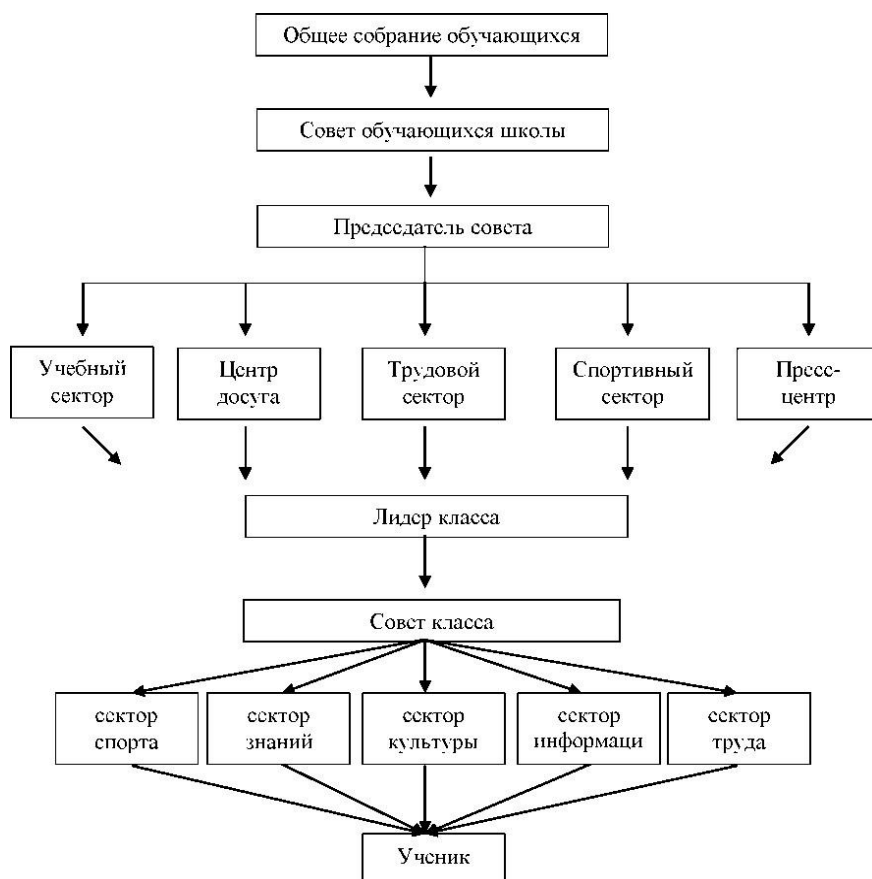 Общее собрание обучающихся
Совет обучающихся школы
Председатель совета
Учебный
сектор
Центр
досуга
Трудовой
сектор
Спортивный
сектор
Пресс-
центр
Лидер класса
Совет класса
сектор
спорта
сектор
знаний
сектор
культуры
сектор
информаци
сектор
труда
Ученик